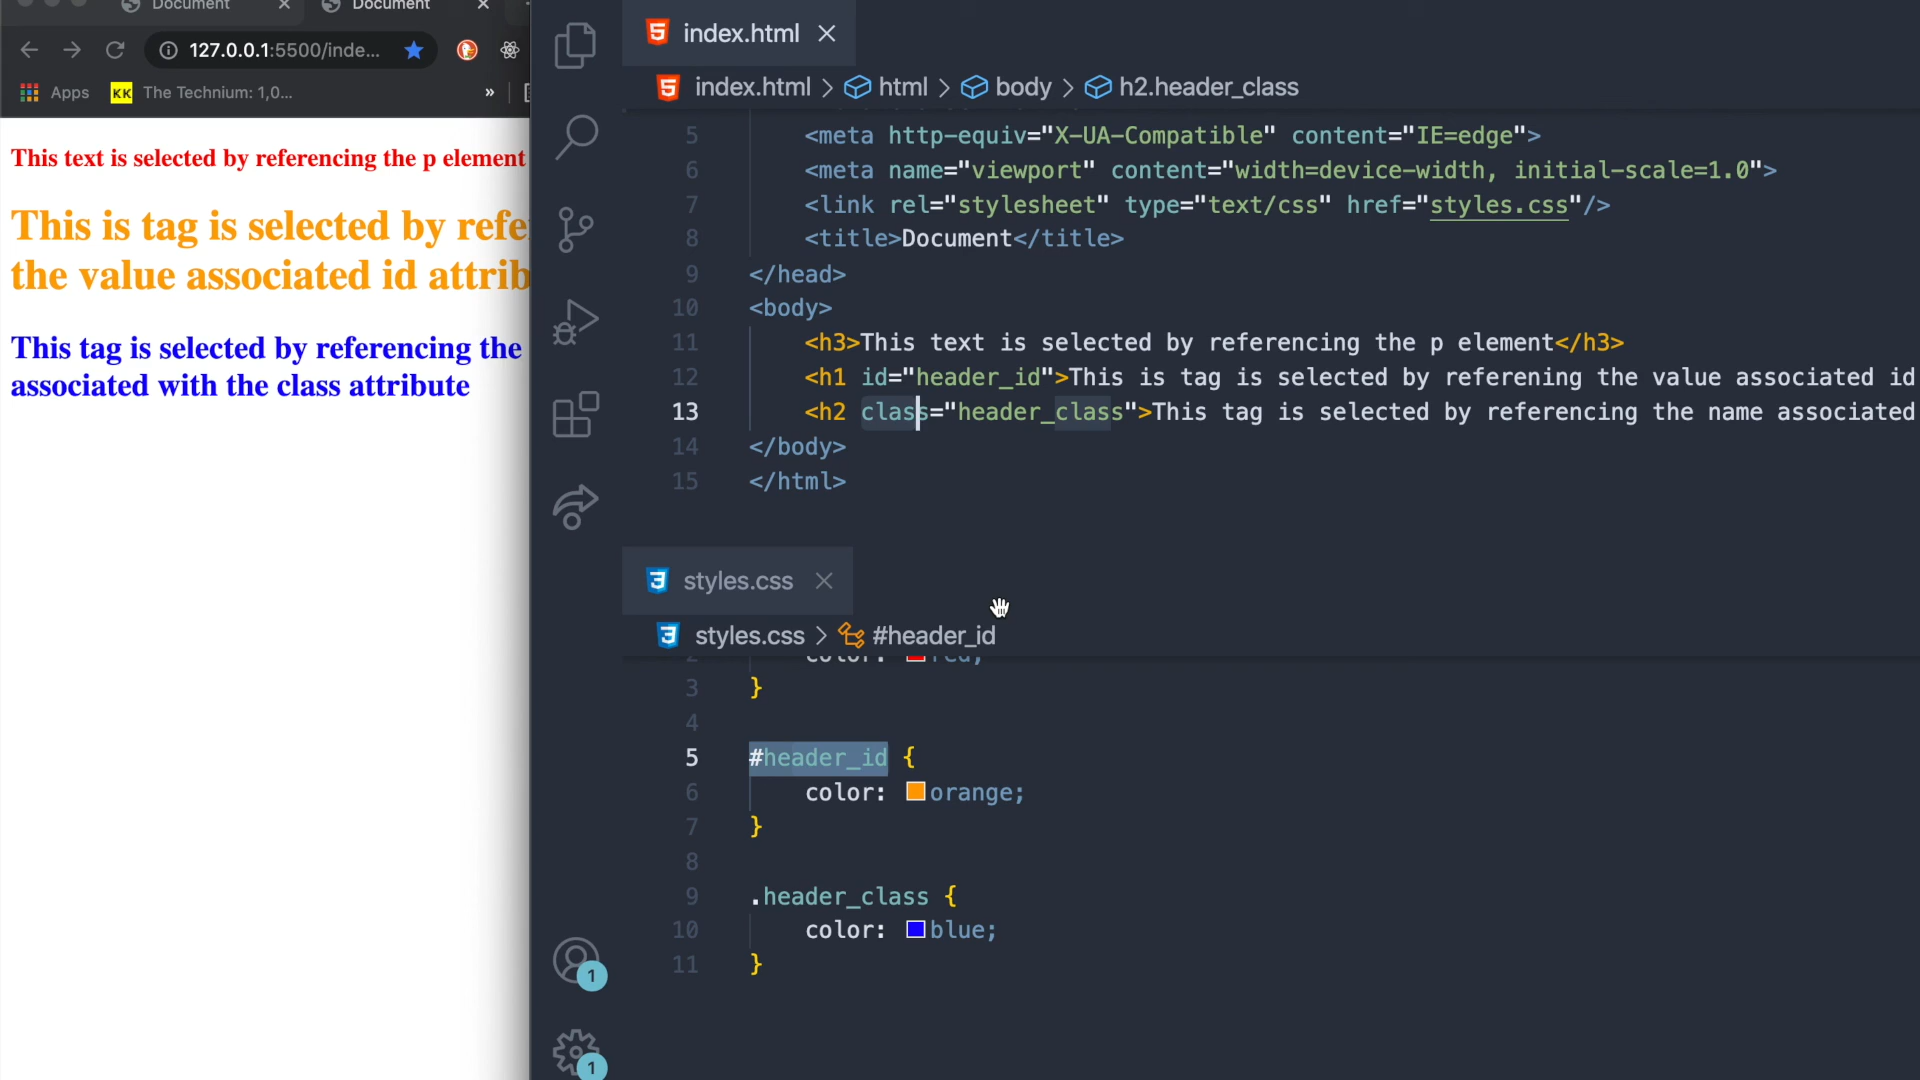 Document
Document
127.0.0.1:5500/inde...
Apps
KK The Technium: 1,0...
»
This text is selected by referencing the p element
This is tag is selected by refe
the value associated id attrib
This tag is selected by referencing the
associated with the class attribute
index.html
index.html > html > body > h2.header_class
5 <meta http-equiv="X-UA-Compatible" content="IE=edge">
6 <meta name="viewport" content="width=device-width, initial-scale=1.0">
7 <link rel="stylesheet" type="text/css" href="styles.css"/>
8 <title>Document</title>
9 </head>
10 <body>
11 <h3>This text is selected by referencing the p element</h3>
12 <h1 id="header_id">This is tag is selected by referening the value associated id
13 <h2 class="header_class">This tag is selected by referencing the name associated
14 </body>
15 </html>
styles.css
styles.css > #header_id
2 color: red;
3 }
4
5 #header_id {
6 color: orange;
7 }
8
9 .header_class {
10 color: blue;
11 }
1
1